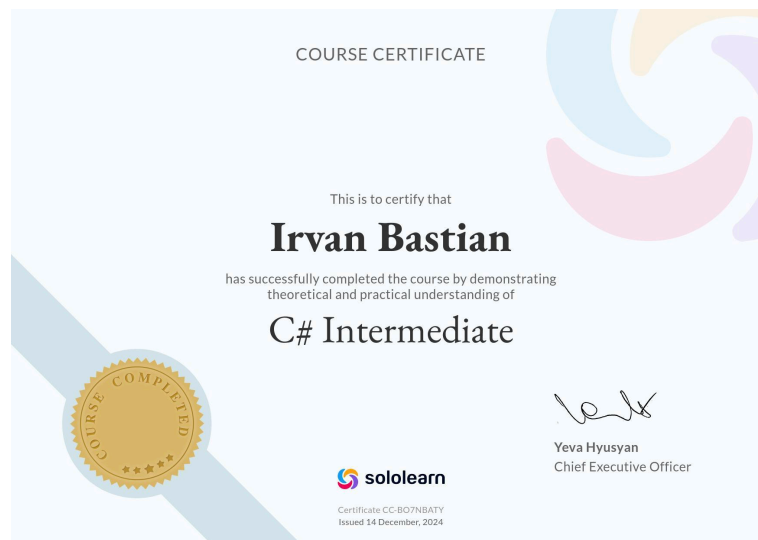 COURSE CERTIFICATE
This is to certify that
Irvan Bastian
has successfully completed the course by demonstrating
theoretical and practical understanding of
C# Intermediate
COURSE COMPLETED
Yeva Hyusyan
Chief Executive Officer
sololearn
Certificate CC-BO7NBATY
Issued 14 December, 2024